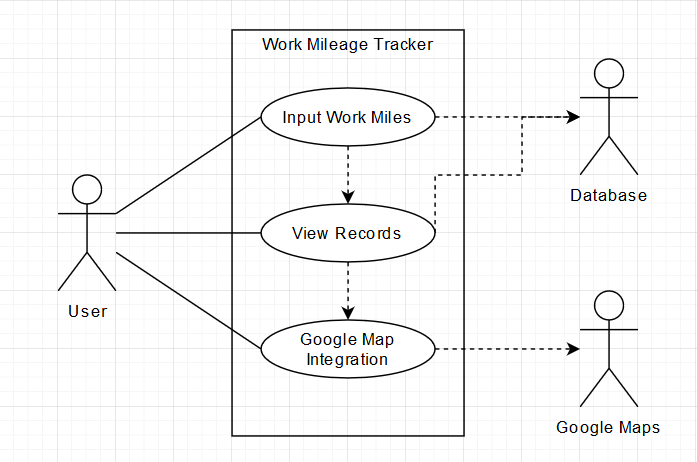 Work Mileage Tracker
Input Work Miles
Database
View Records
User
Google Map
Integration
Google Maps